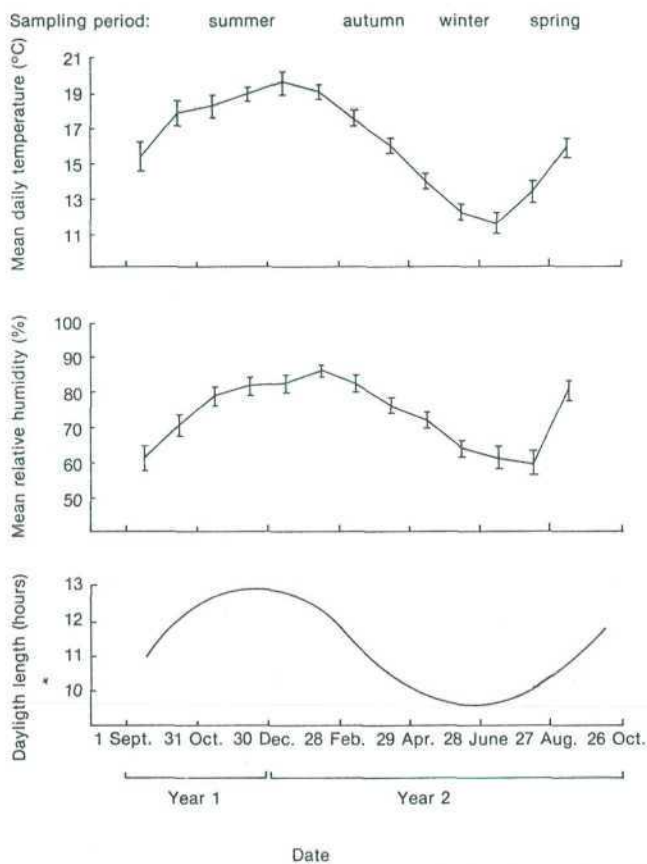 Sampling period: summer autumn winter spring
Mean daily temperature (°C)
21
19
17
15
13
11
Mean relative humidity (%)
100
90
80
70
60
50
Dayligth length (hours)
13
12
11
10
1 Sept. 31 Oct. 30 Dec. 28 Feb. 29 Apr. 28 June 27 Aug. 26 Oct.
Year 1 Year 2
Date